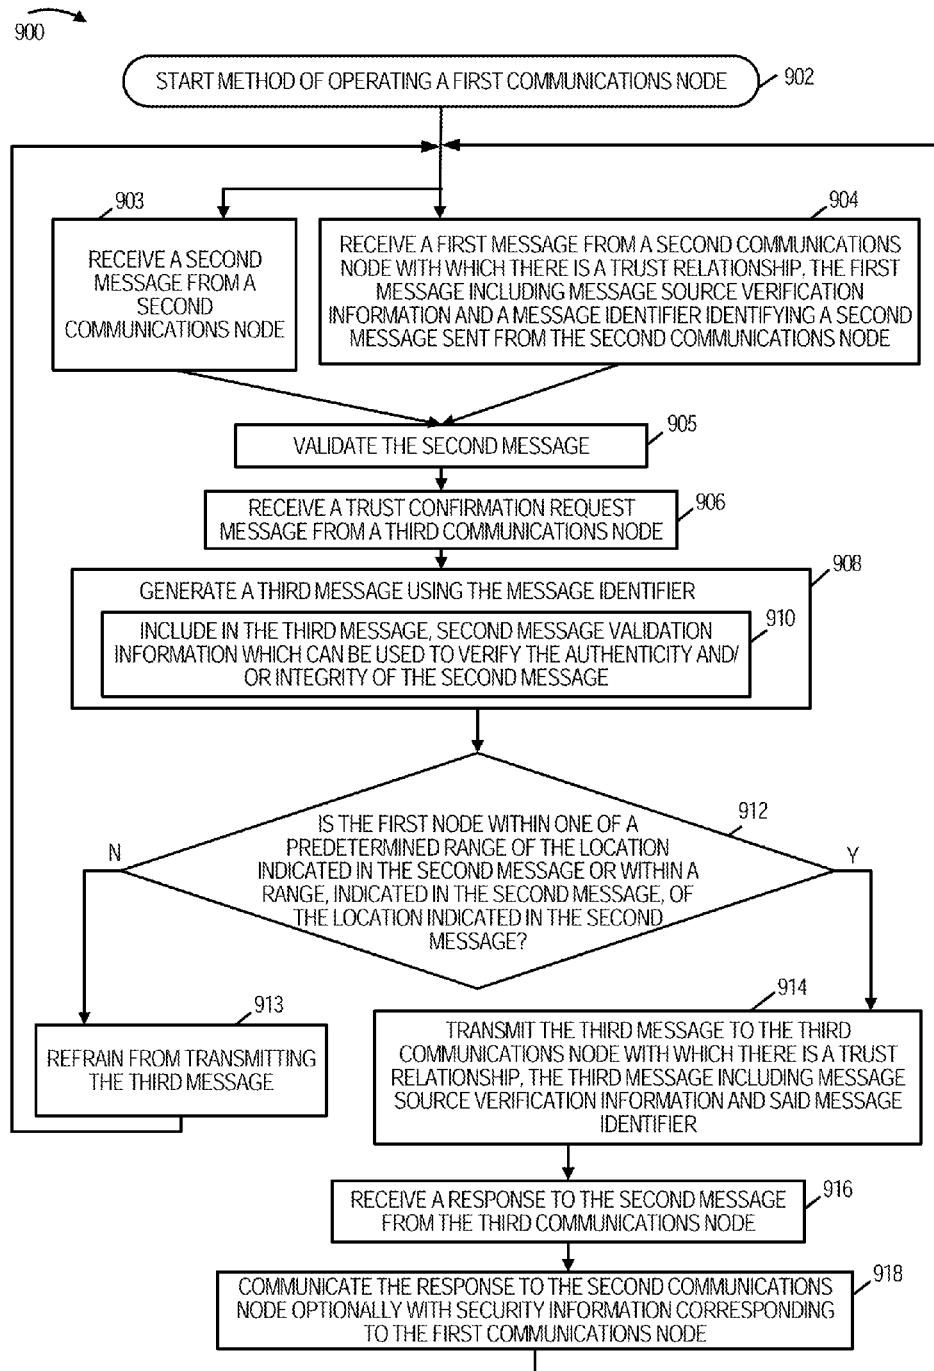 900
START METHOD OF OPERATING A FIRST COMMUNICATIONS NODE
902
903
RECEIVE A SECOND
MESSAGE FROM A
SECOND
COMMUNICATIONS NODE
904
RECEIVE A FIRST MESSAGE FROM A SECOND COMMUNICATIONS
NODE WITH WHICH THERE IS A TRUST RELATIONSHIP, THE FIRST
MESSAGE INCLUDING MESSAGE SOURCE VERIFICATION
INFORMATION AND A MESSAGE IDENTIFIER IDENTIFYING A SECOND
MESSAGE SENT FROM THE SECOND COMMUNICATIONS NODE
905
VALIDATE THE SECOND MESSAGE
906
RECEIVE A TRUST CONFIRMATION REQUEST
MESSAGE FROM A THIRD COMMUNICATIONS NODE
908
GENERATE A THIRD MESSAGE USING THE MESSAGE IDENTIFIER
910
INCLUDE IN THE THIRD MESSAGE, SECOND MESSAGE VALIDATION
INFORMATION WHICH CAN BE USED TO VERIFY THE AUTHENTICITY AND/
OR INTEGRITY OF THE SECOND MESSAGE
912
IS THE FIRST NODE WITHIN ONE OF A
PREDETERMINED RANGE OF THE LOCATION
INDICATED IN THE SECOND MESSAGE OR WITHIN A
RANGE, INDICATED IN THE SECOND MESSAGE, OF
THE LOCATION INDICATED IN THE SECOND
MESSAGE?
N
Y
913
REFRAIN FROM TRANSMITTING
THE THIRD MESSAGE
914
TRANSMIT THE THIRD MESSAGE TO THE THIRD
COMMUNICATIONS NODE WITH WHICH THERE IS A TRUST
RELATIONSHIP, THE THIRD MESSAGE INCLUDING MESSAGE
SOURCE VERIFICATION INFORMATION AND SAID MESSAGE
IDENTIFIER
916
RECEIVE A RESPONSE TO THE SECOND MESSAGE
FROM THE THIRD COMMUNICATIONS NODE
918
COMMUNICATE THE RESPONSE TO THE SECOND COMMUNICATIONS
NODE OPTIONALLY WITH SECURITY INFORMATION CORRESPONDING
TO THE FIRST COMMUNICATIONS NODE